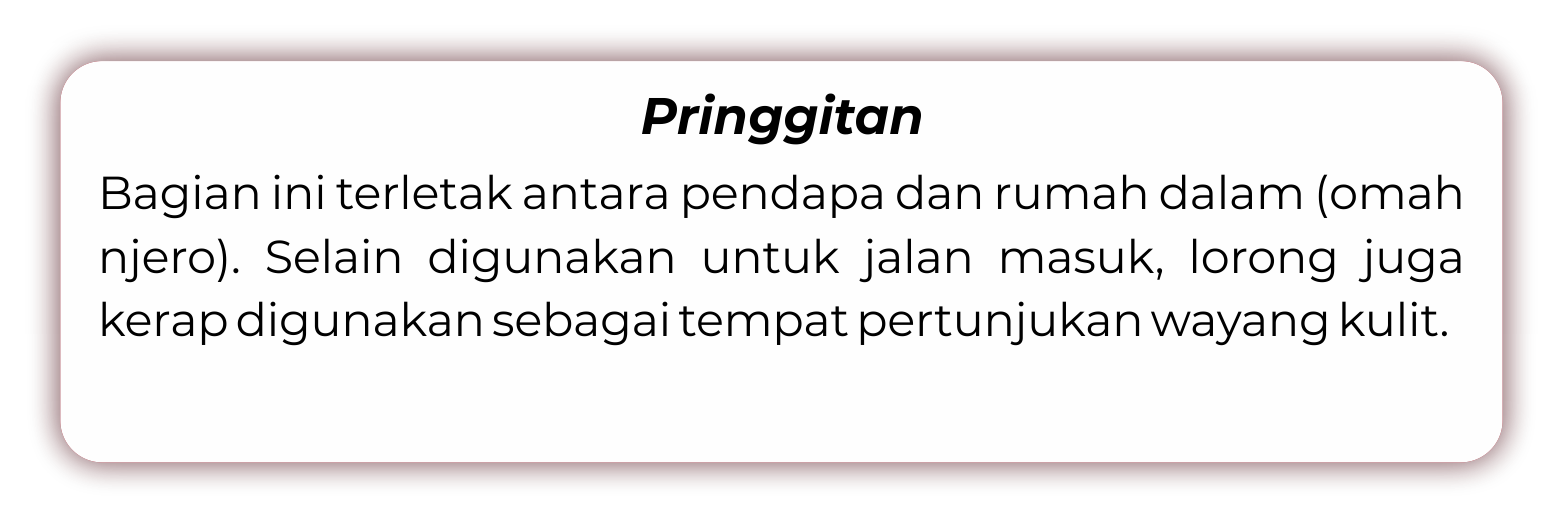 Pringgitan
Bagian ini terletak antara pendapa dan rumah dalam (omah
njero). Selain digunakan untuk jalan masuk, lorong juga
kerap digunakan sebagai tempat pertunjukan wayang kulit.